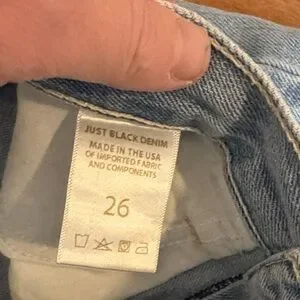 JUST BLACK DENIM
MADE IN THE USA
OF IMPORTED FABRIC
AND COMPONENTS
26